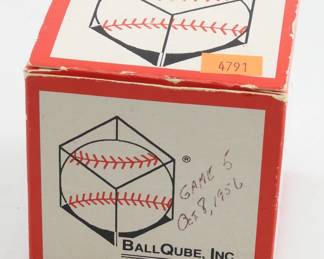 4791
®
GAME 5
Oct 8, 1956
BALLQUBE, INC.